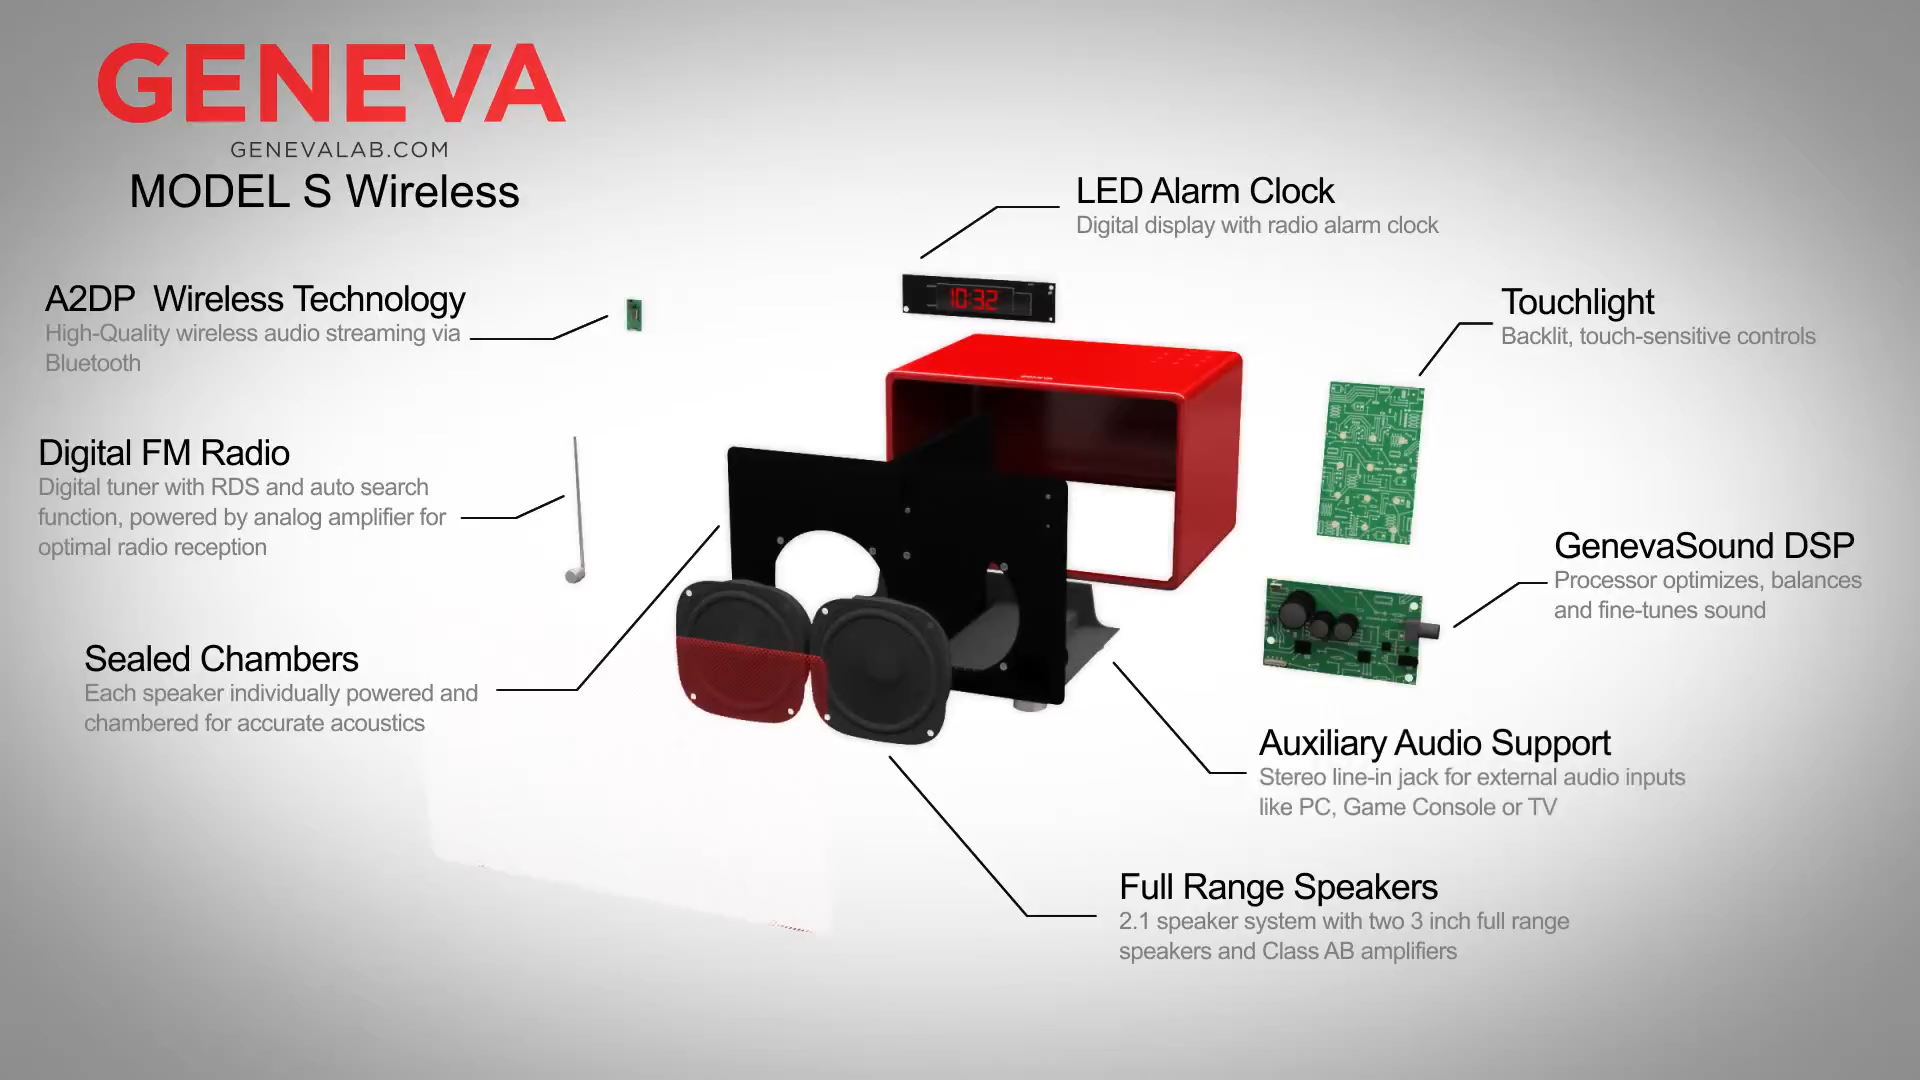 GENEVA
GENEVALAB.COM
MODEL S Wireless
LED Alarm Clock
Digital display with radio alarm clock
10:32
A2DP  Wireless Technology
High-Quality wireless audio streaming via
Bluetooth
Touchlight
Backlit, touch-sensitive controls
Digital FM Radio
Digital tuner with RDS and auto search
function, powered by analog amplifier for
optimal radio reception
GenevaSound DSP
Processor optimizes, balances
and fine-tunes sound
Sealed Chambers
Each speaker individually powered and
chambered for accurate acoustics
Auxiliary Audio Support
Stereo line-in jack for external audio inputs
like PC, Game Console or TV
Full Range Speakers
2.1 speaker system with two 3 inch full range
speakers and Class AB amplifiers